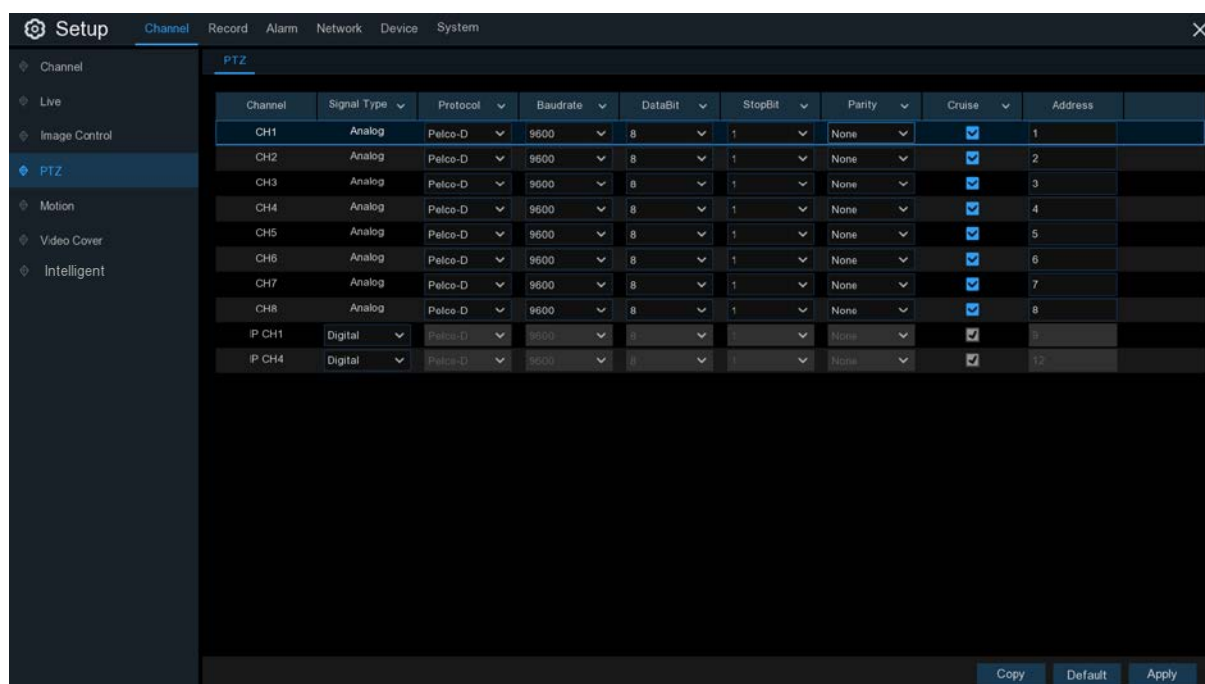 Setup Channel Record Alarm Network Device System
Channel
Live
Image Control
PTZ
Motion
Video Cover
Intelligent
PTZ
Channel Signal Type Protocol Baudrate DataBit StopBit Parity Cruise Address
CH1 Analog Pelco-D 9600 8 1 None 1
CH2 Analog Pelco-D 9600 8 1 None 2
CH3 Analog Pelco-D 9600 8 1 None 3
CH4 Analog Pelco-D 9600 8 1 None 4
CH5 Analog Pelco-D 9600 8 1 None 5
CH6 Analog Pelco-D 9600 8 1 None 6
CH7 Analog Pelco-D 9600 8 1 None 7
CH8 Analog Pelco-D 9600 8 1 None 8
IP CH1 Digital Pelco-D 9600 8 1 None 9
IP CH4 Digital Pelco-D 9600 8 1 None 12
Copy Default Apply